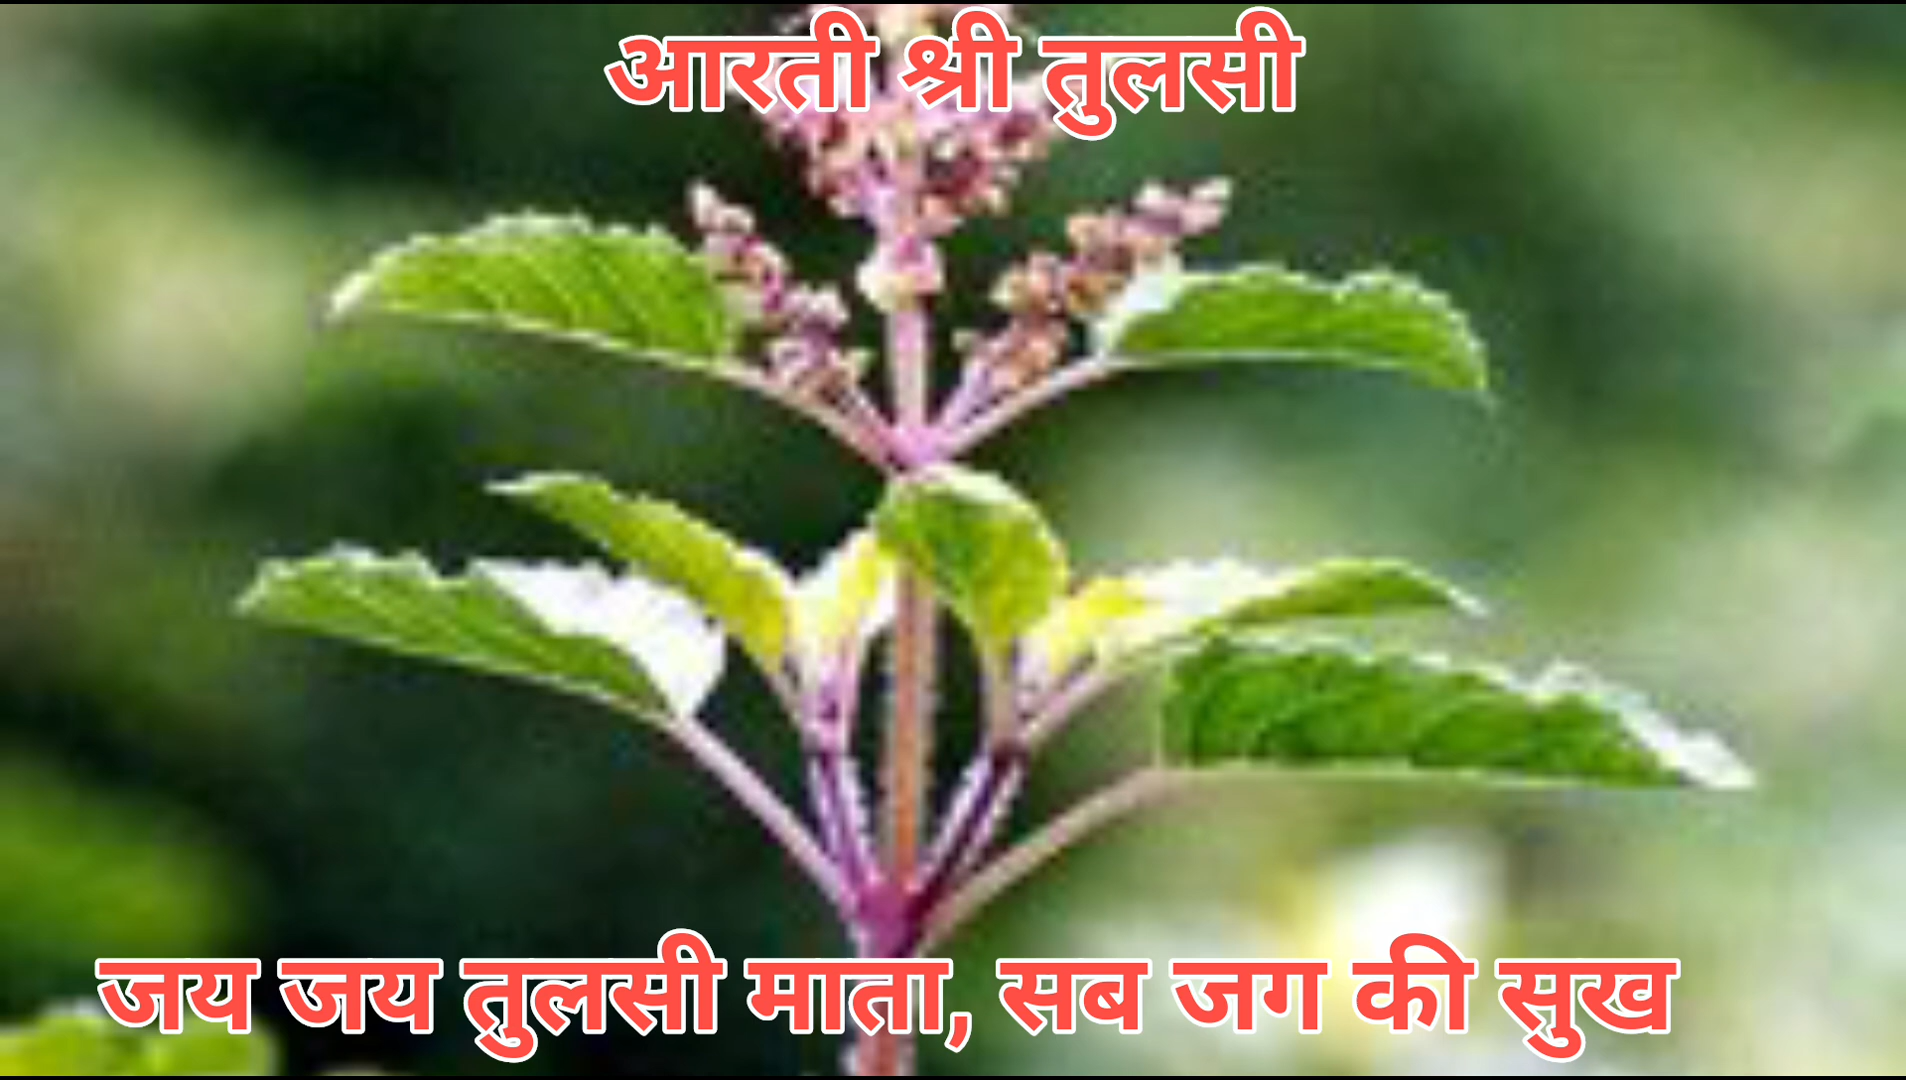 आरती श्री तुलसी
जय जय तुलसी माता, सब जग की सुख